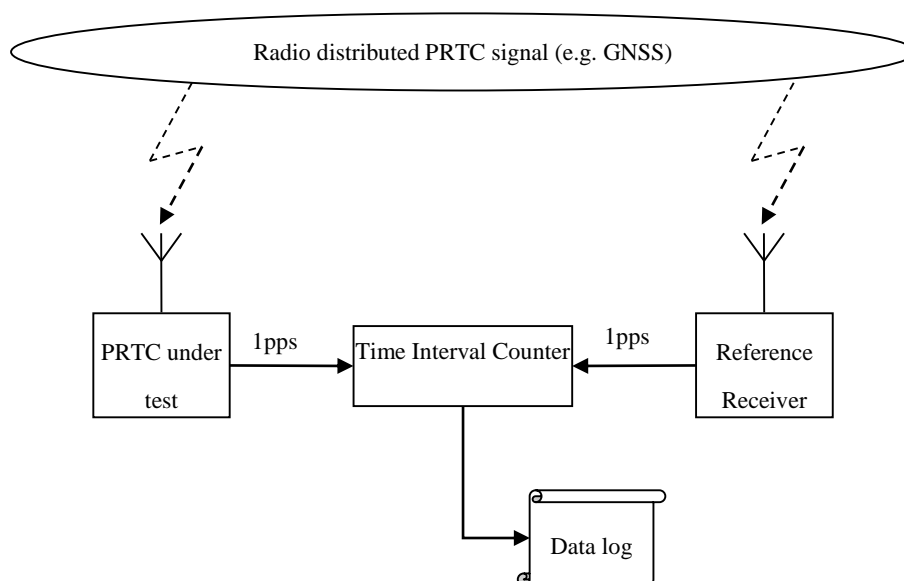 Radio distributed PRTC signal (e.g. GNSS)
PRTC under
test
1pps
Time Interval Counter
1pps
Reference
Receiver
Data log